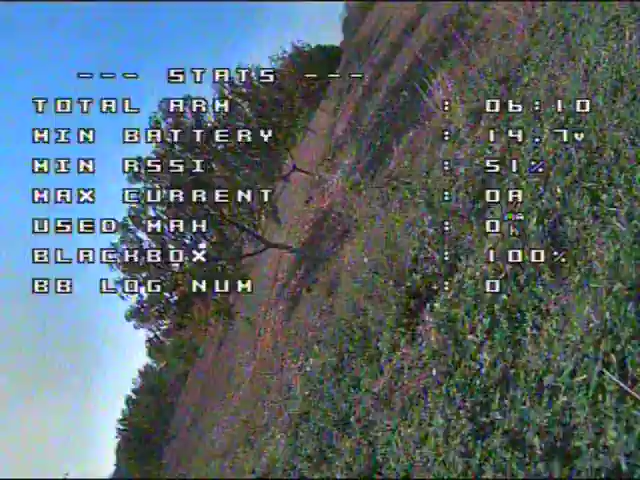 --- STATS ---
TOTAL ARM : 06:10
MIN BATTERY : 14.7V
MIN RSSI : 51%
MAX CURRENT : 0A
USED MAH : 0mAh
BLACKBOX : 100%
BB LOG NUM : 0